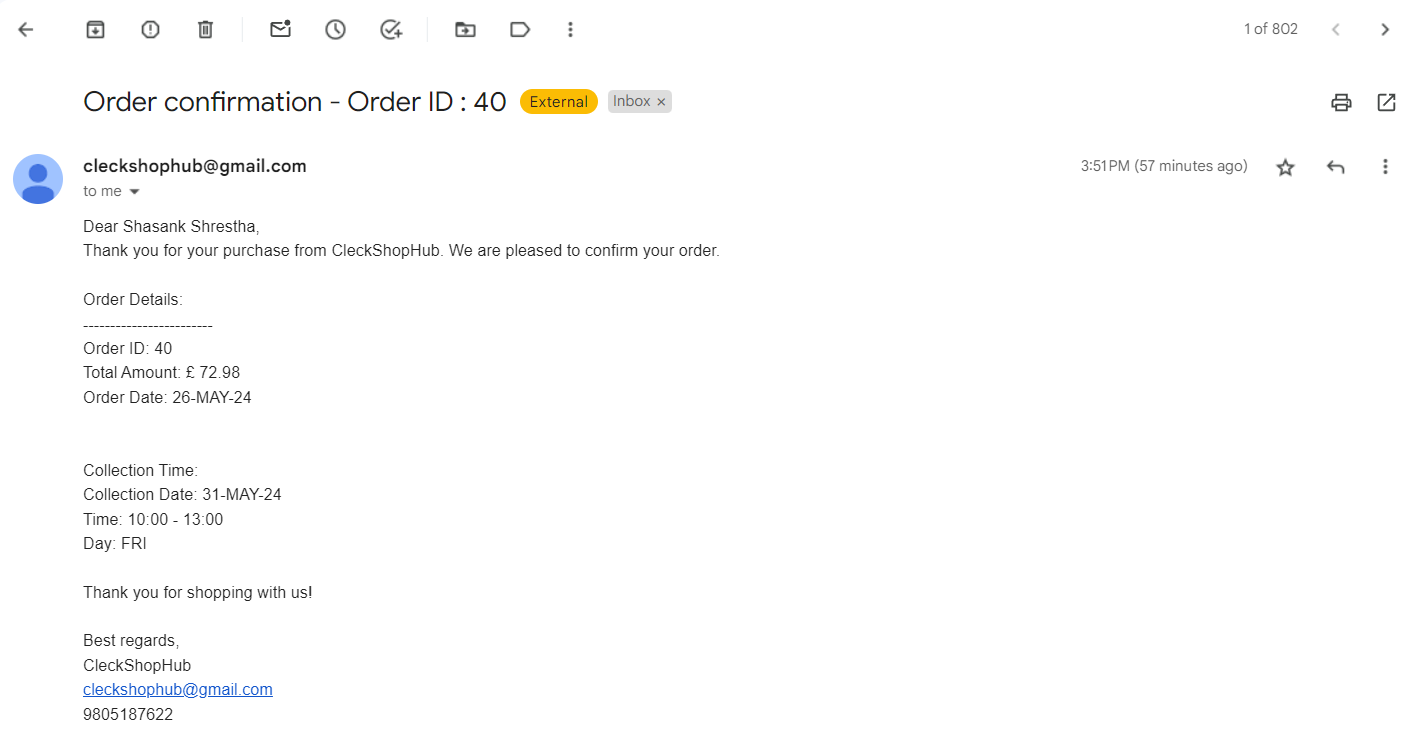 1 of 802
Order confirmation - Order ID : 40 External Inbox ×
cleckshophub@gmail.com 3:51 PM (57 minutes ago)
to me
Dear Shasank Shrestha,
Thank you for your purchase from CleckShopHub. We are pleased to confirm your order.
Order Details:
------------------------
Order ID: 40
Total Amount: £ 72.98
Order Date: 26-MAY-24
Collection Time:
Collection Date: 31-MAY-24
Time: 10:00 - 13:00
Day: FRI
Thank you for shopping with us!
Best regards,
CleckShopHub
cleckshophub@gmail.com
9805187622